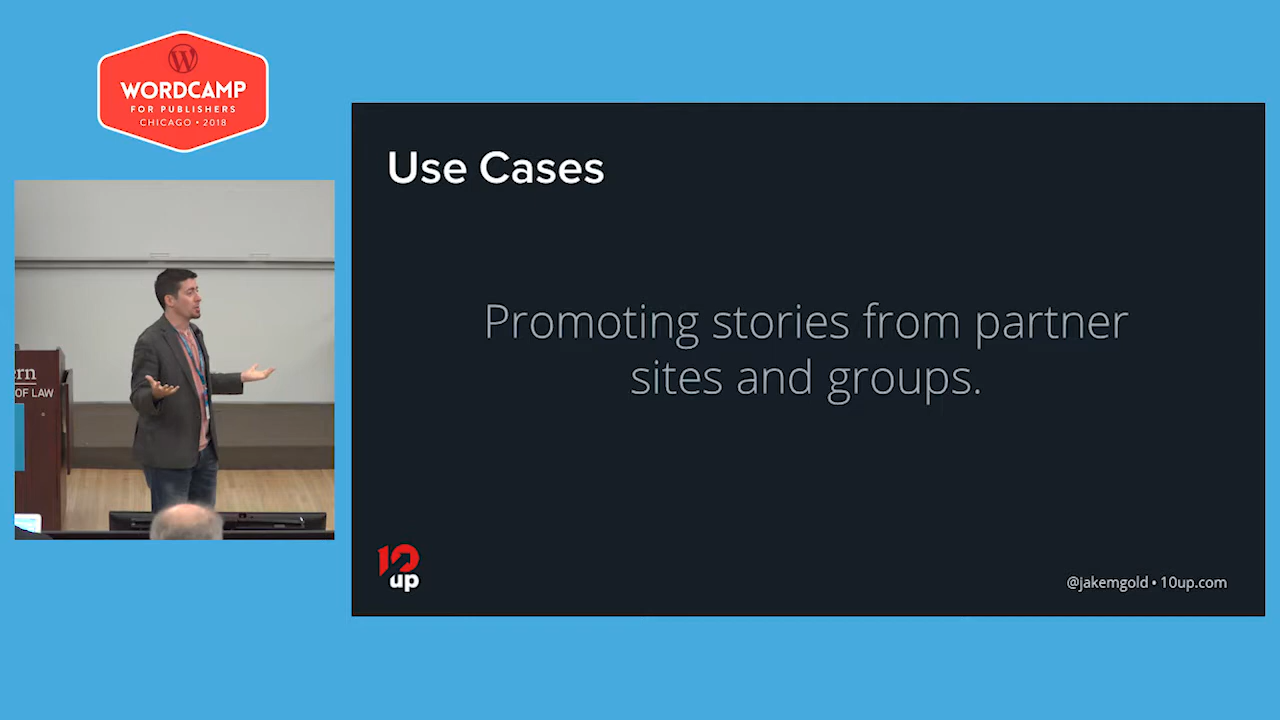 WORDCAMP
FOR PUBLISHERS
CHICAGO • 2018
Use Cases
Promoting stories from partner
sites and groups.
ern
OF LAW
10
up
@jakemgold • 10up.com